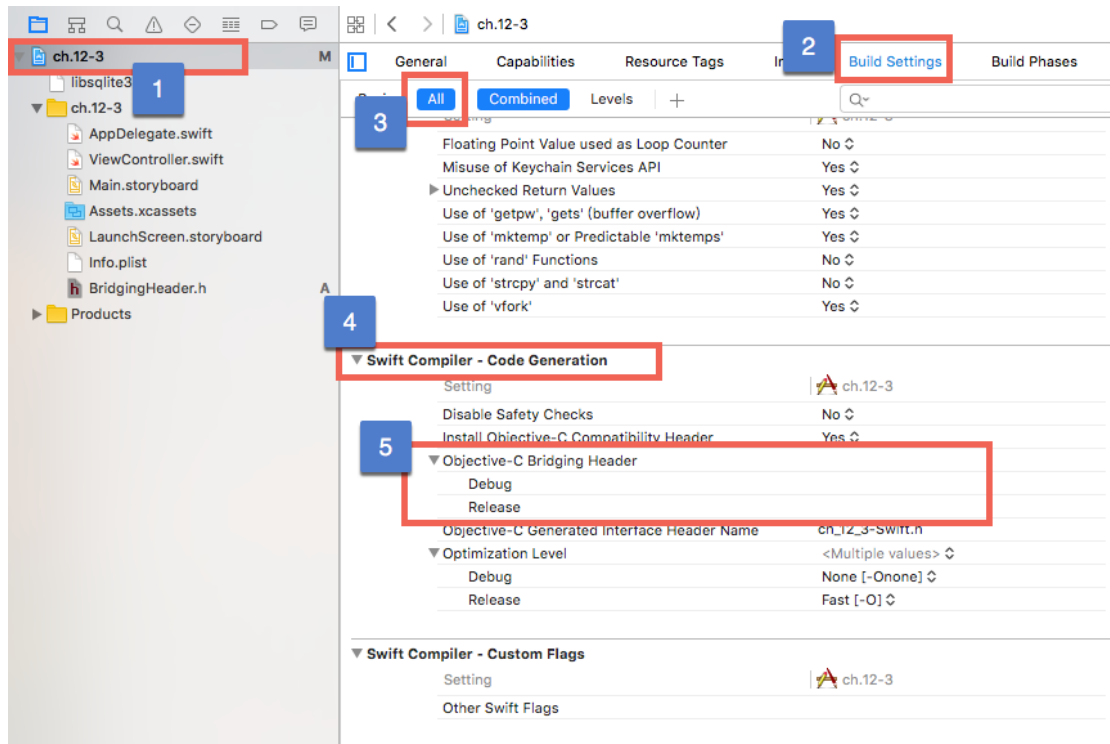 ch.12-3
ch.12-3 M
1
libsqlite3
ch.12-3
AppDelegate.swift
ViewController.swift
Main.storyboard
Assets.xcassets
LaunchScreen.storyboard
Info.plist
BridgingHeader.h A
Products
General Capabilities Resource Tags 2 Build Settings Build Phases
3 All Combined Levels +
Setting ch.12-3
Floating Point Value used as Loop Counter No
Misuse of Keychain Services API Yes
Unchecked Return Values Yes
Use of 'getpw', 'gets' (buffer overflow) Yes
Use of 'mktemp' or Predictable 'mktemps' Yes
Use of 'rand' Functions No
Use of 'strcpy' and 'strcat' No
Use of 'vfork' Yes
4
Swift Compiler - Code Generation
Setting ch.12-3
Disable Safety Checks No
Install Objective-C Compatibility Header Yes
5
Objective-C Bridging Header
Debug
Release
Objective-C Generated Interface Header Name ch_12_3-Swift.h
Optimization Level <Multiple values>
Debug None [-Onone]
Release Fast [-O]
Swift Compiler - Custom Flags
Setting ch.12-3
Other Swift Flags